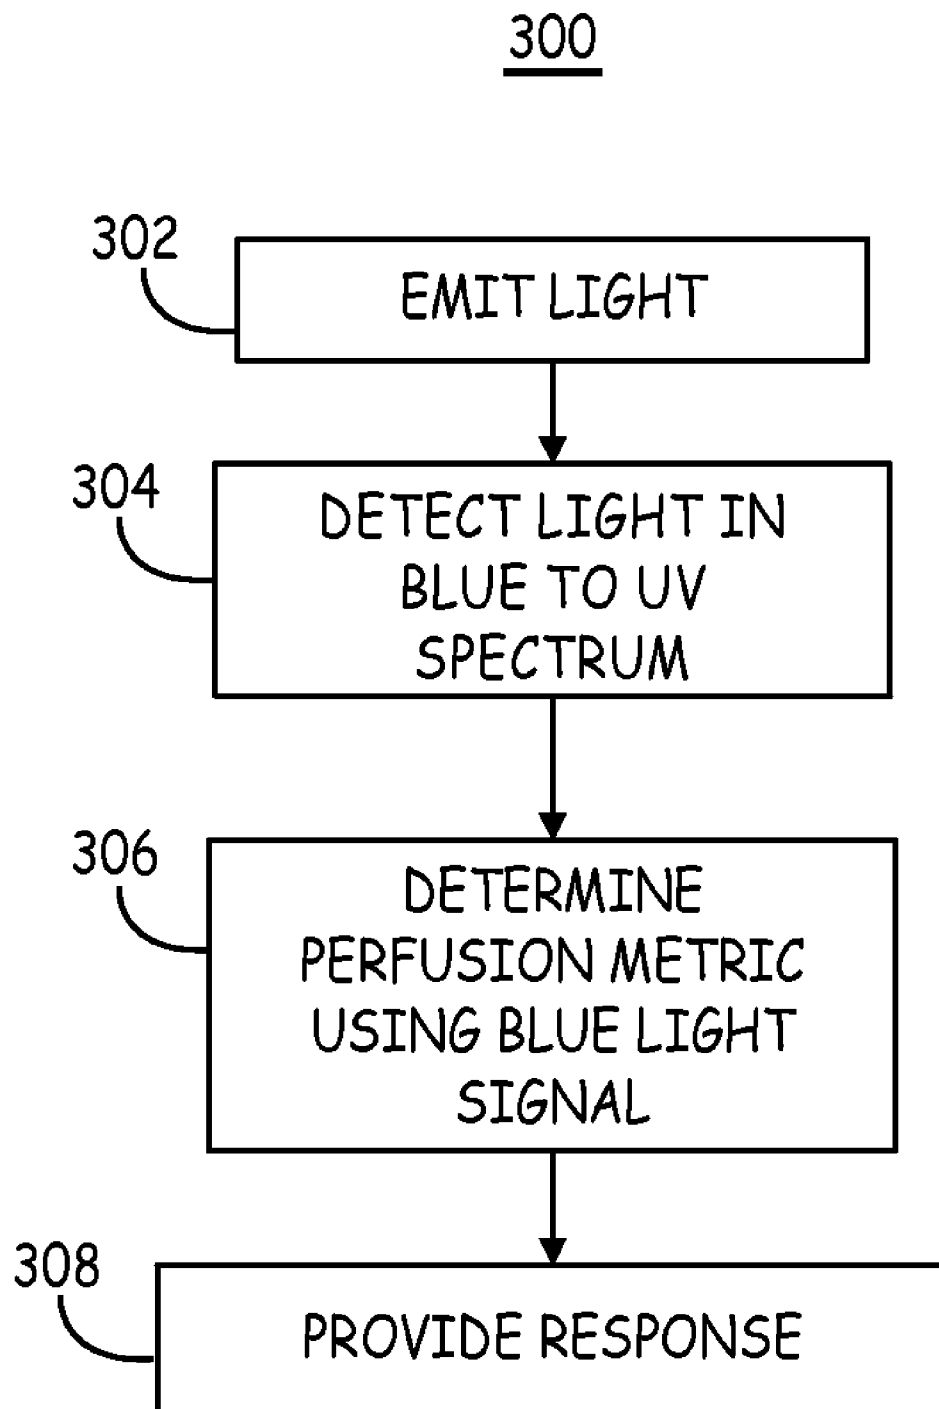 300
302
EMIT LIGHT
304
DETECT LIGHT IN
BLUE TO UV
SPECTRUM
306
DETERMINE
PERFUSION METRIC
USING BLUE LIGHT
SIGNAL
308
PROVIDE RESPONSE